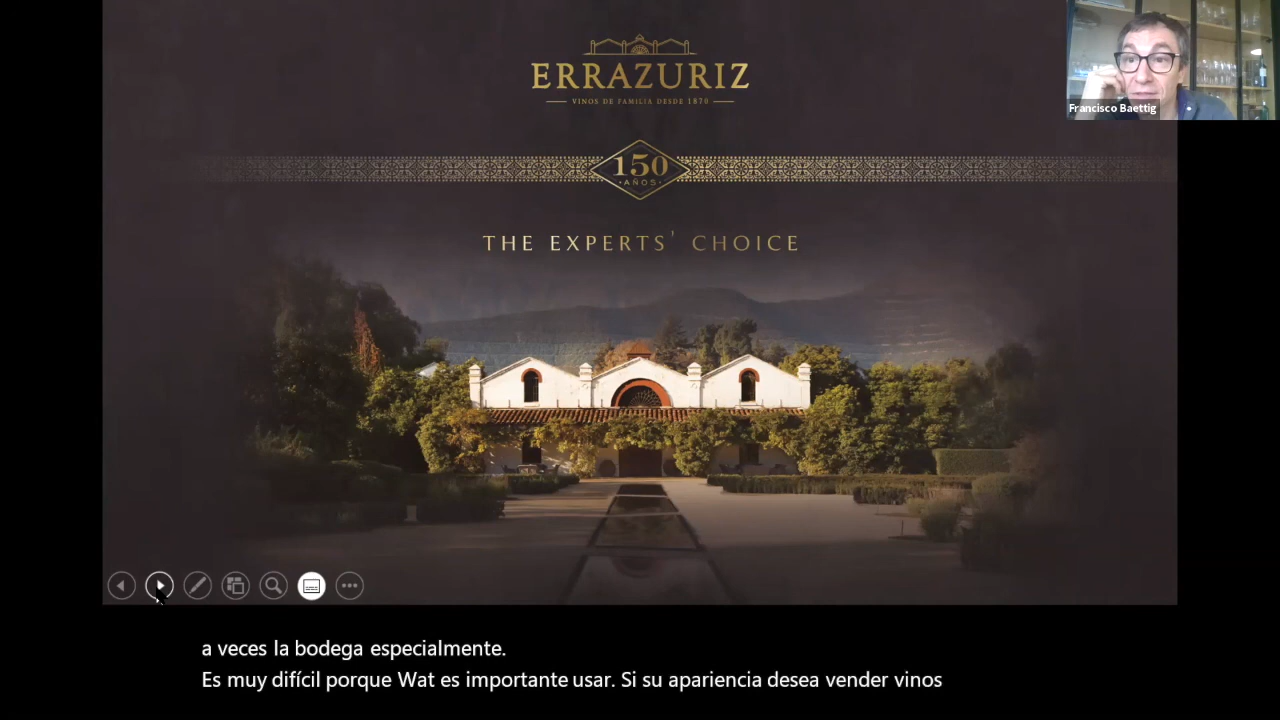 ERRAZURIZ
VINOS DE FAMILIA DESDE 1870
150
AÑOS
THE EXPERTS' CHOICE
Francisco Baettig
a veces la bodega especialmente.
Es muy difícil porque Wat es importante usar. Si su apariencia desea vender vinos